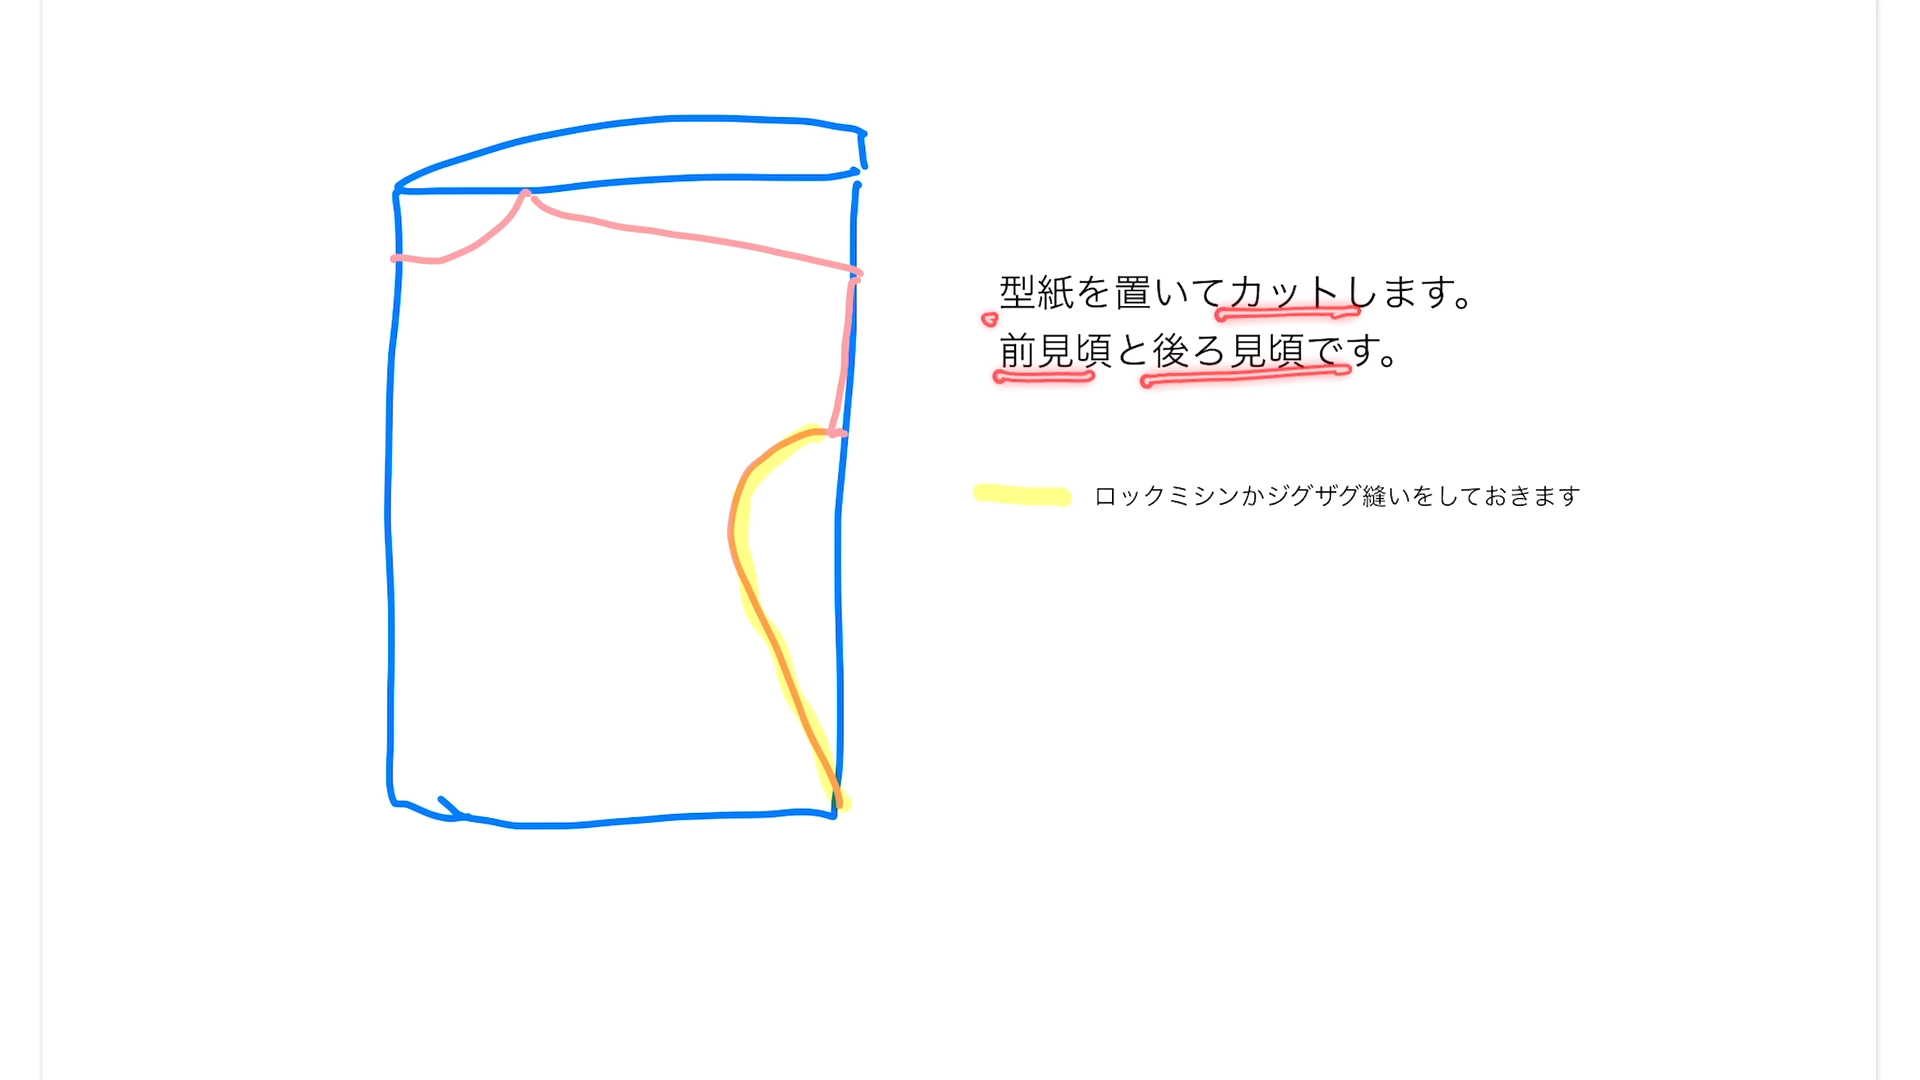 型紙を置いてカットします。
前見頃と後ろ見頃です。
ロックミシンかジグザグ縫いをしておきます